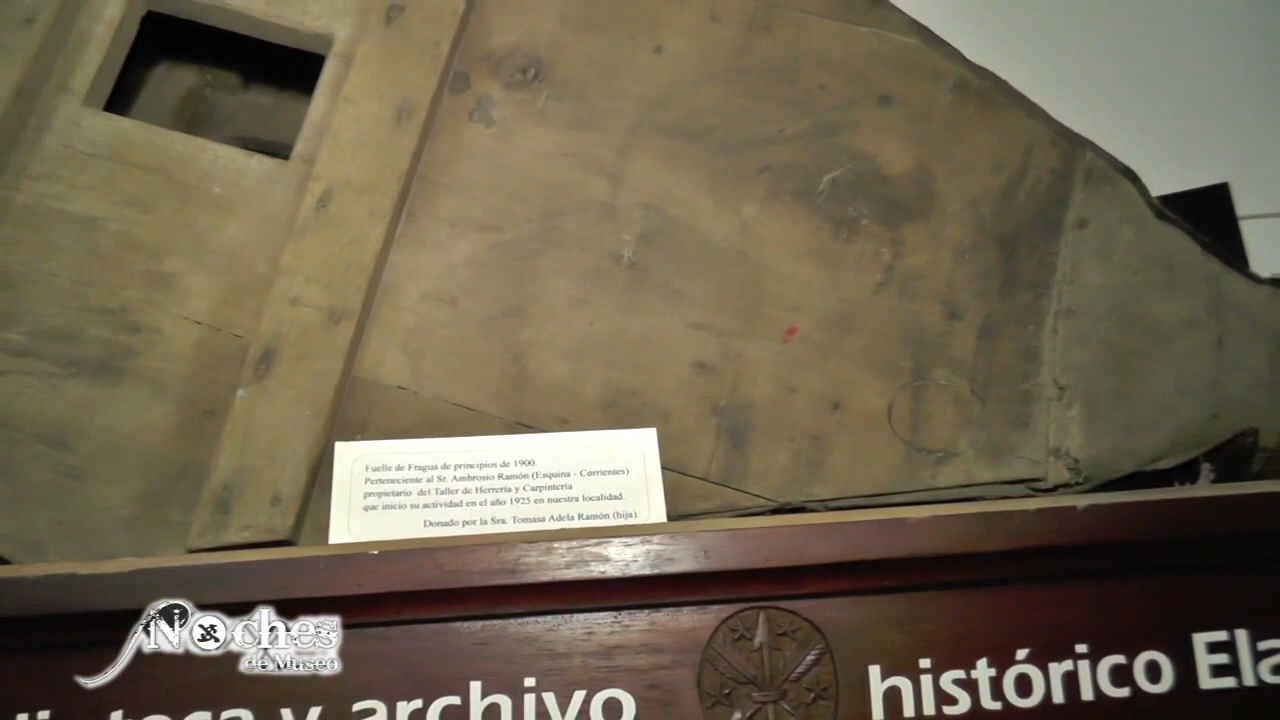 Fuelle de Fragua de principios de 1900.
Perteneciente al Sr. Ambrosio Ramón (Esquina - Corrientes)
propietario del Taller de Herrería y Carpintería
que inicio su actividad en el año 1925 en nuestra localidad.
Donado por la Sra. Tomasa Adela Ramón (hija).
Noches
de Museo
y archivo
histórico Ela